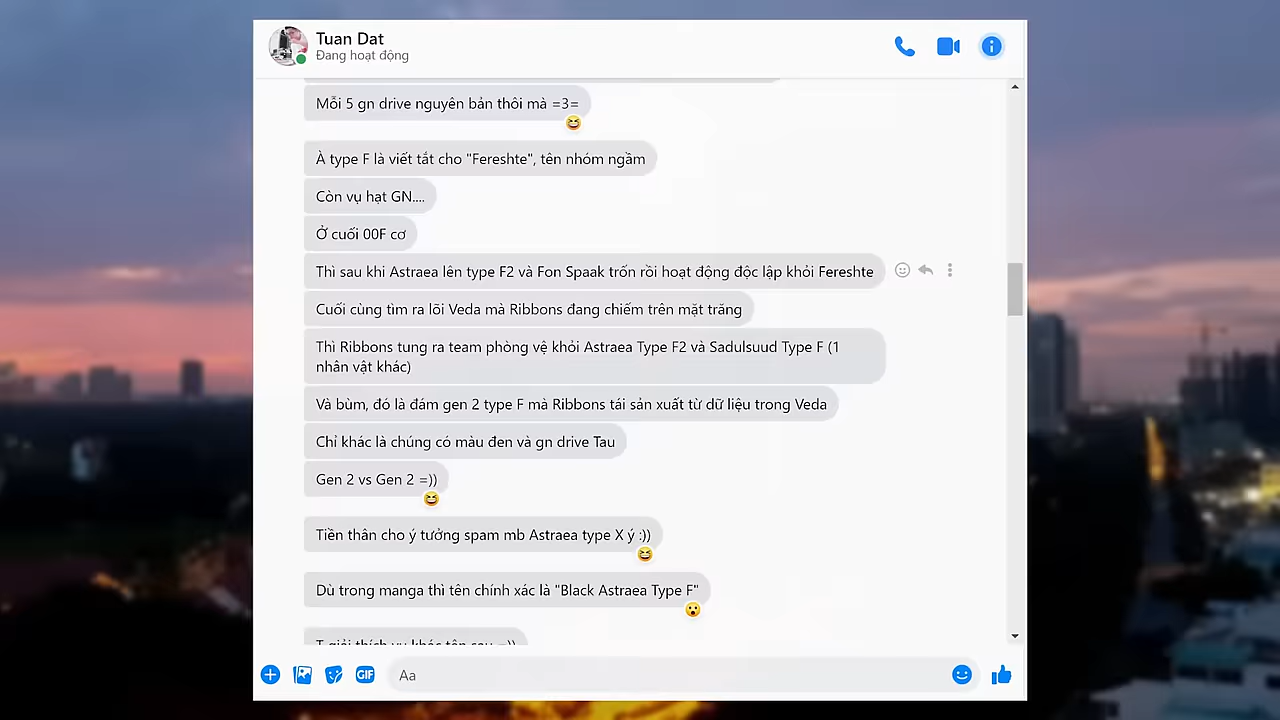 Tuan Dat
Đang hoạt động
Mỗi 5 gn drive nguyên bản thôi mà =3=
À type F là viết tắt cho "Fereshte", tên nhóm ngầm
Còn vụ hạt GN....
Ở cuối 00F cơ
Thì sau khi Astraea lên type F2 và Fon Spaak trốn rồi hoạt động độc lập khỏi Fereshte
Cuối cùng tìm ra lõi Veda mà Ribbons đang chiếm trên mặt trăng
Thì Ribbons tung ra team phòng vệ khỏi Astraea Type F2 và Sadulsuud Type F (1
nhân vật khác)
Và bùm, đó là đám gen 2 type F mà Ribbons tái sản xuất từ dữ liệu trong Veda
Chỉ khác là chúng có màu đen và gn drive Tau
Gen 2 vs Gen 2 =))
Tiền thân cho ý tưởng spam mb Astraea type X ý :))
Dù trong manga thì tên chính xác là "Black Astraea Type F"
T giải thích vụ khác tên sau =))
GIF
Aa